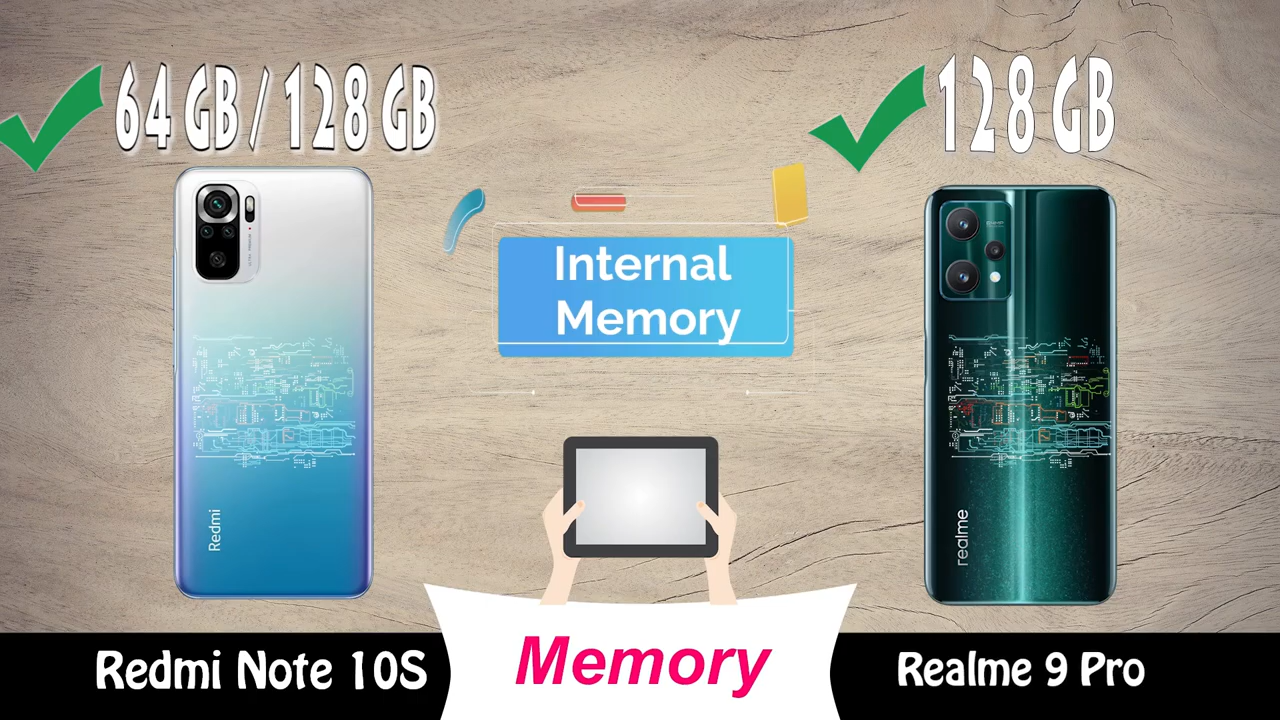 64 GB / 128 GB
128 GB
Internal
Memory
Redmi
realme
Memory
Redmi Note 10S
Realme 9 Pro